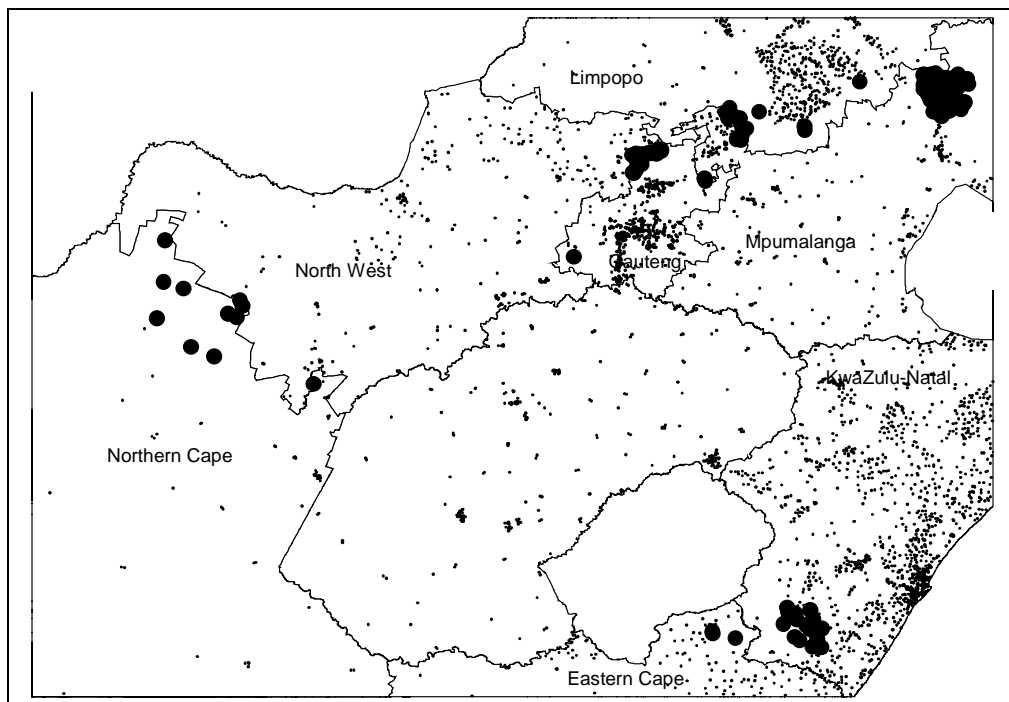 Limpopo
Mpumalanga
Gauteng
North West
KwaZulu-Natal
Northern Cape
Eastern Cape